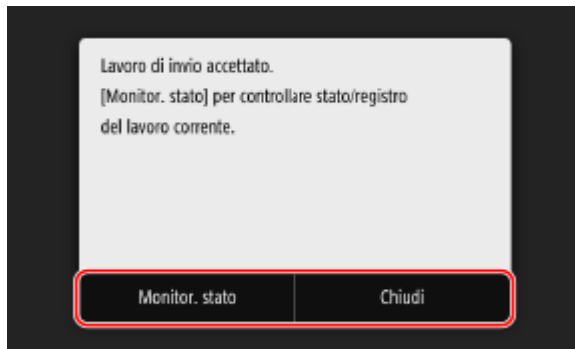 Lavoro di invio accettato.
[Monitor. stato] per controllare stato/registro
del lavoro corrente.
Monitor. stato
Chiudi